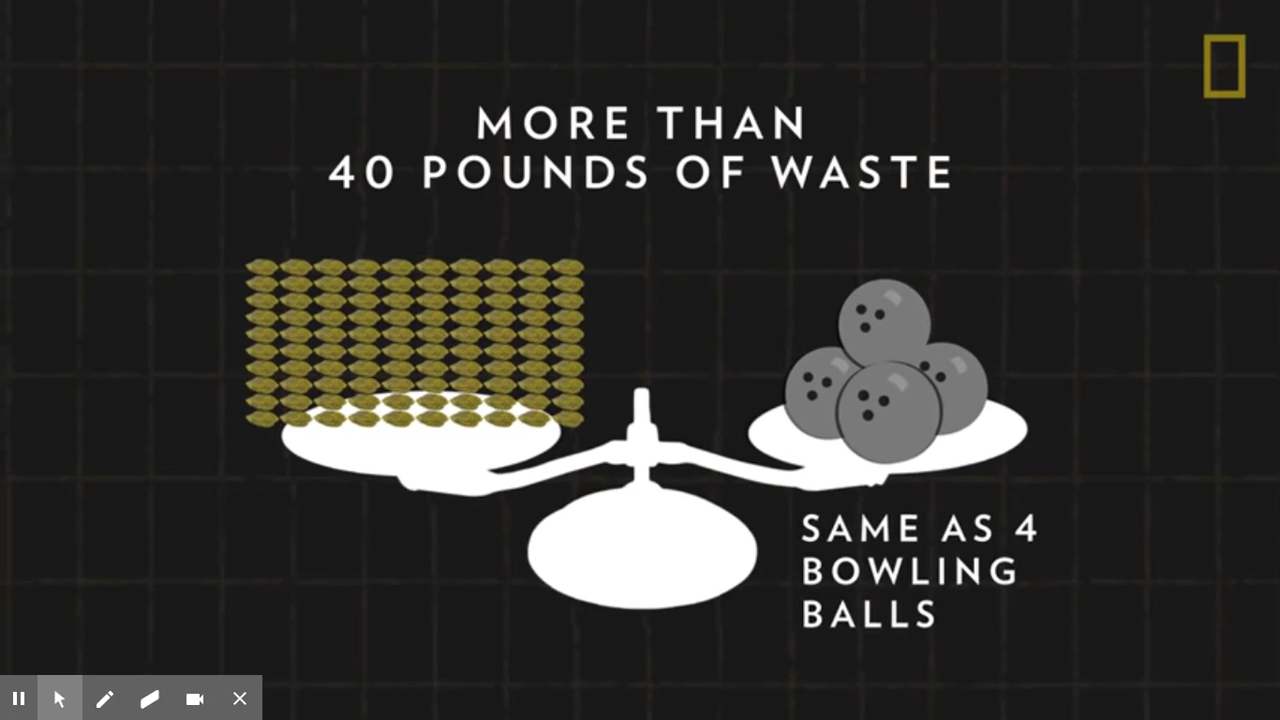 MORE THAN
40 POUNDS OF WASTE
SAME AS 4
BOWLING
BALLS